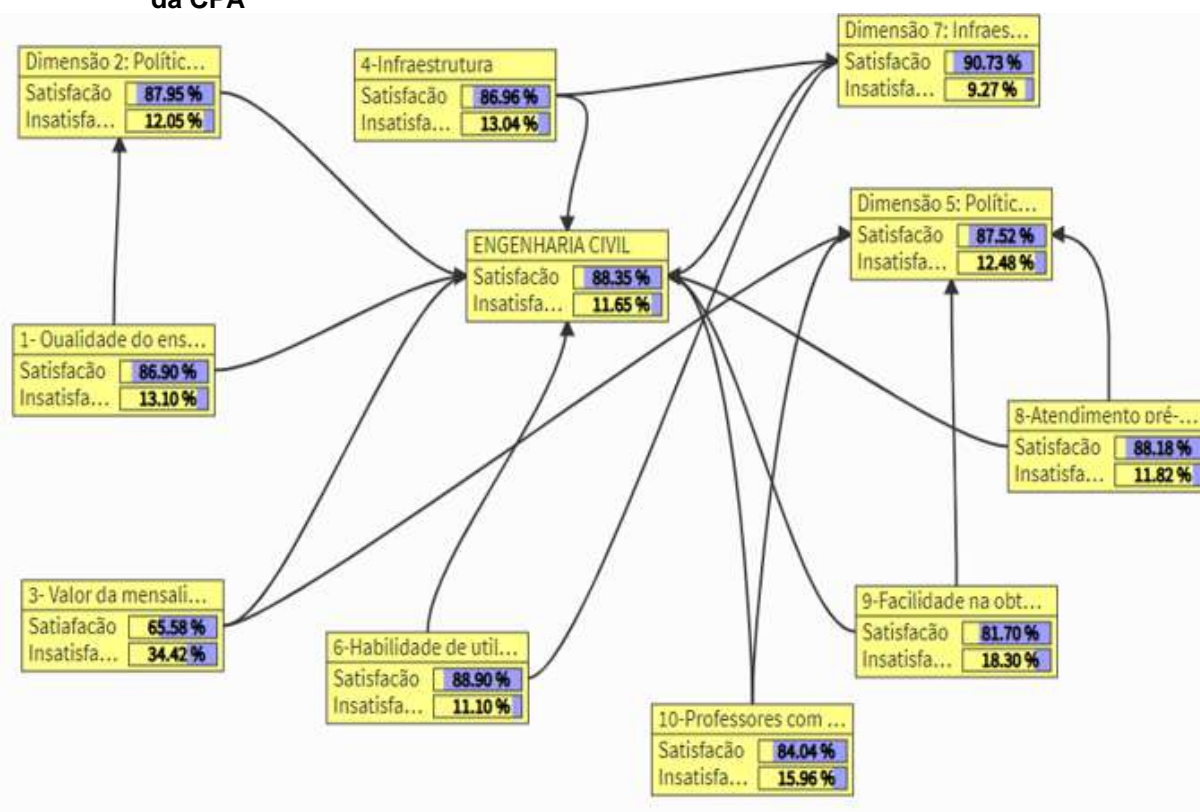 da CPA
Dimensão 2: Polític...
Satisfacão 87.95 %
Insatisfa... 12.05 %
4-Infraestrutura
Satisfacão 86.96 %
Insatisfa... 13.04 %
Dimensão 7: Infraes...
Satisfacão 90.73 %
Insatisfa... 9.27 %
Dimensão 5: Polític...
Satisfacão 87.52 %
Insatisfa... 12.48 %
ENGENHARIA CIVIL
Satisfacão 88.35 %
Insatisfa... 11.65 %
1- Qualidade do ens...
Satisfacão 86.90 %
Insatisfa... 13.10 %
8-Atendimento pré-...
Satisfacão 88.18 %
Insatisfa... 11.82 %
3- Valor da mensali...
Satiafacão 65.58 %
Insatisfa... 34.42 %
6-Habilidade de util...
Satisfacão 88.90 %
Insatisfa... 11.10 %
9-Facilidade na obt...
Satisfacão 81.70 %
Insatisfa... 18.30 %
10-Professores com ...
Satisfacão 84.04 %
Insatisfa... 15.96 %